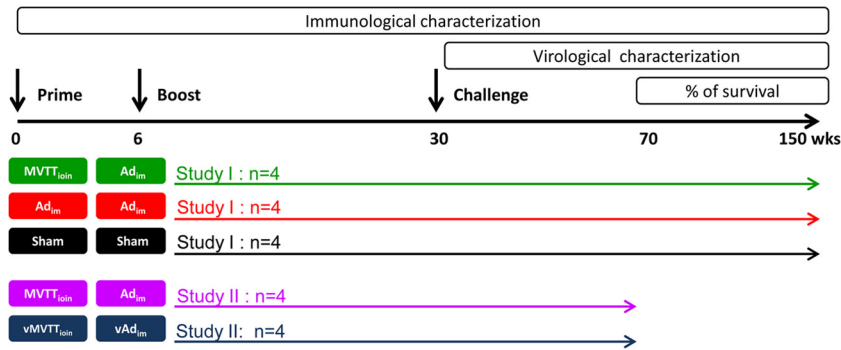 Immunological characterization
Virological characterization
Prime Boost Challenge % of survival
0 6 30 70 150 wks
MVTTioin Adim Study I : n=4
Adim Adim Study I : n=4
Sham Sham Study I : n=4
MVTTioin Adim Study II : n=4
vMVTTioin vAdim Study II: n=4